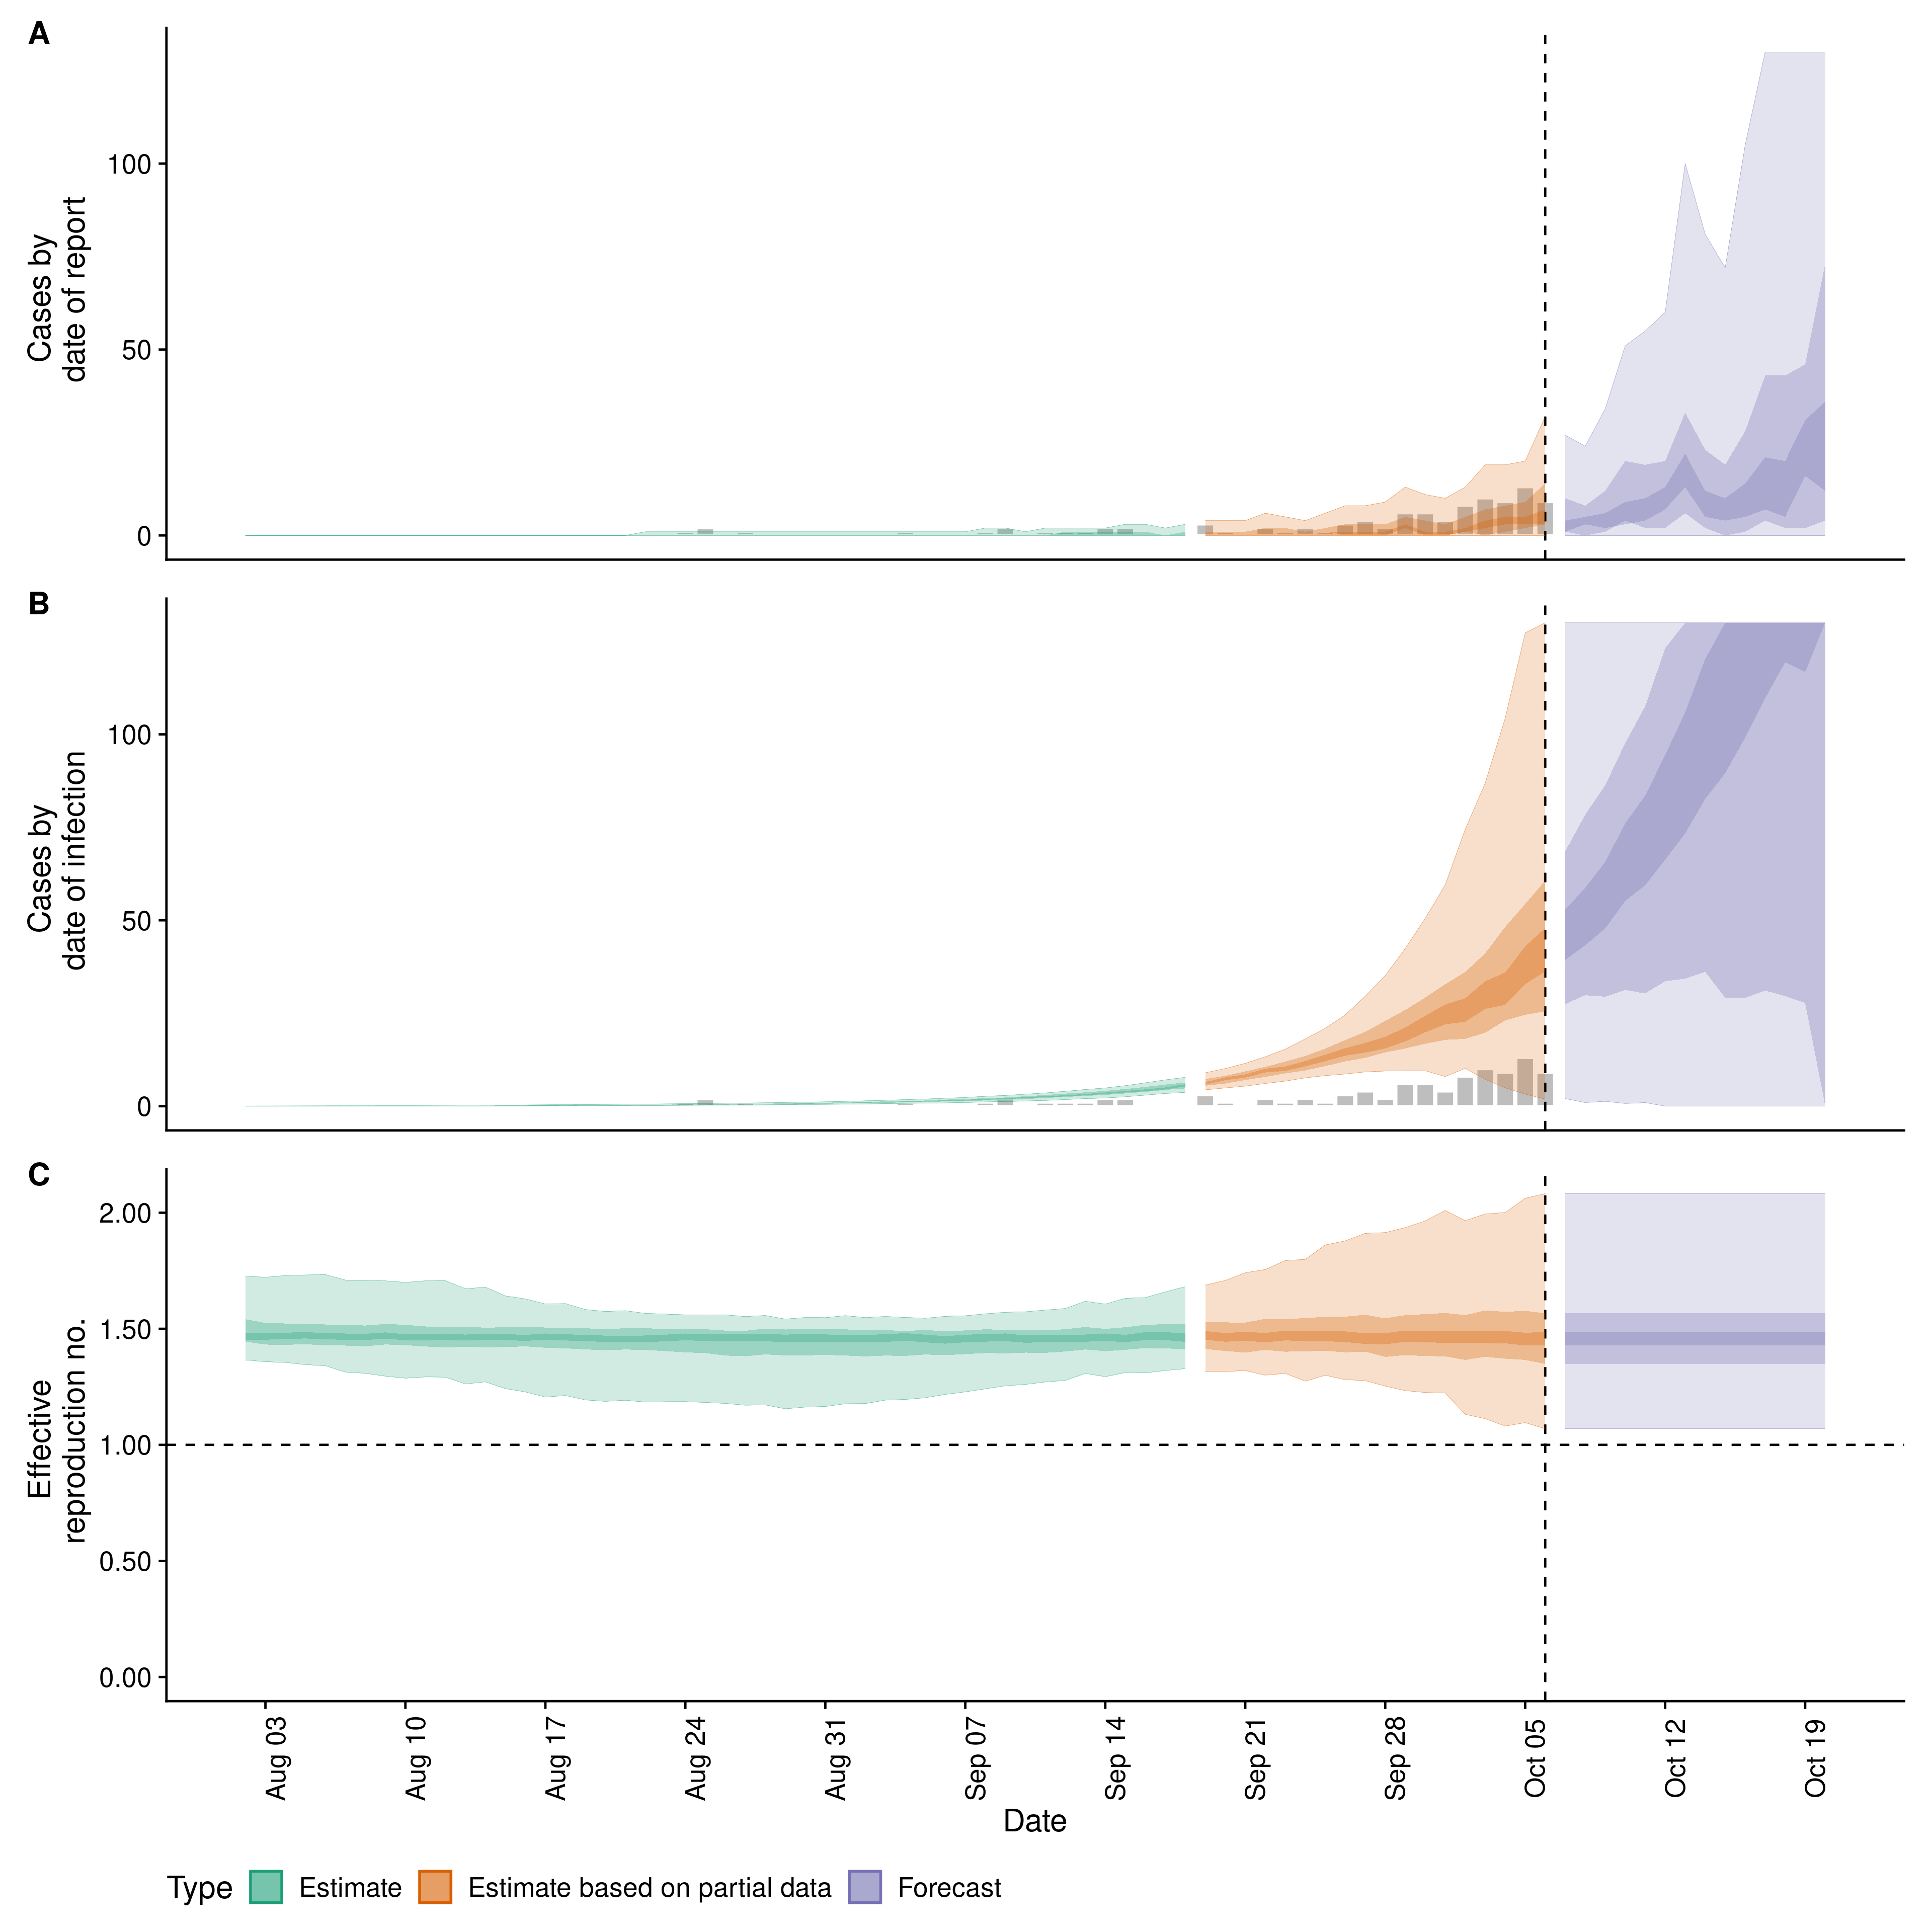 A
Cases by
date of report
100
50
0
B
Cases by
date of infection
100
50
0
C
Effective
reproduction no.
2.00
1.50
1.00
0.50
0.00
Aug 03
Aug 10
Aug 17
Aug 24
Aug 31
Sep 07
Sep 14
Sep 21
Sep 28
Oct 05
Oct 12
Oct 19
Date
Type Estimate Estimate based on partial data Forecast